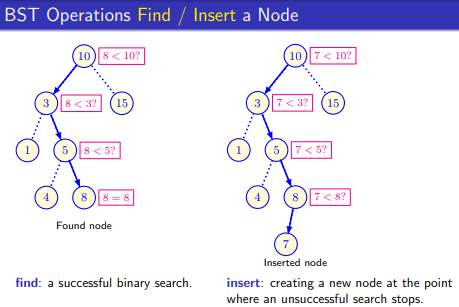 BST Operations Find / Insert a Node
10 8 < 10?
3 8 < 3? 15
1 5 8 < 5?
4 8 8 = 8
Found node
find: a successful binary search.
10 7 < 10?
3 7 < 3? 15
1 5 7 < 5?
4 8 7 < 8?
7
Inserted node
insert: creating a new node at the point
where an unsuccessful search stops.